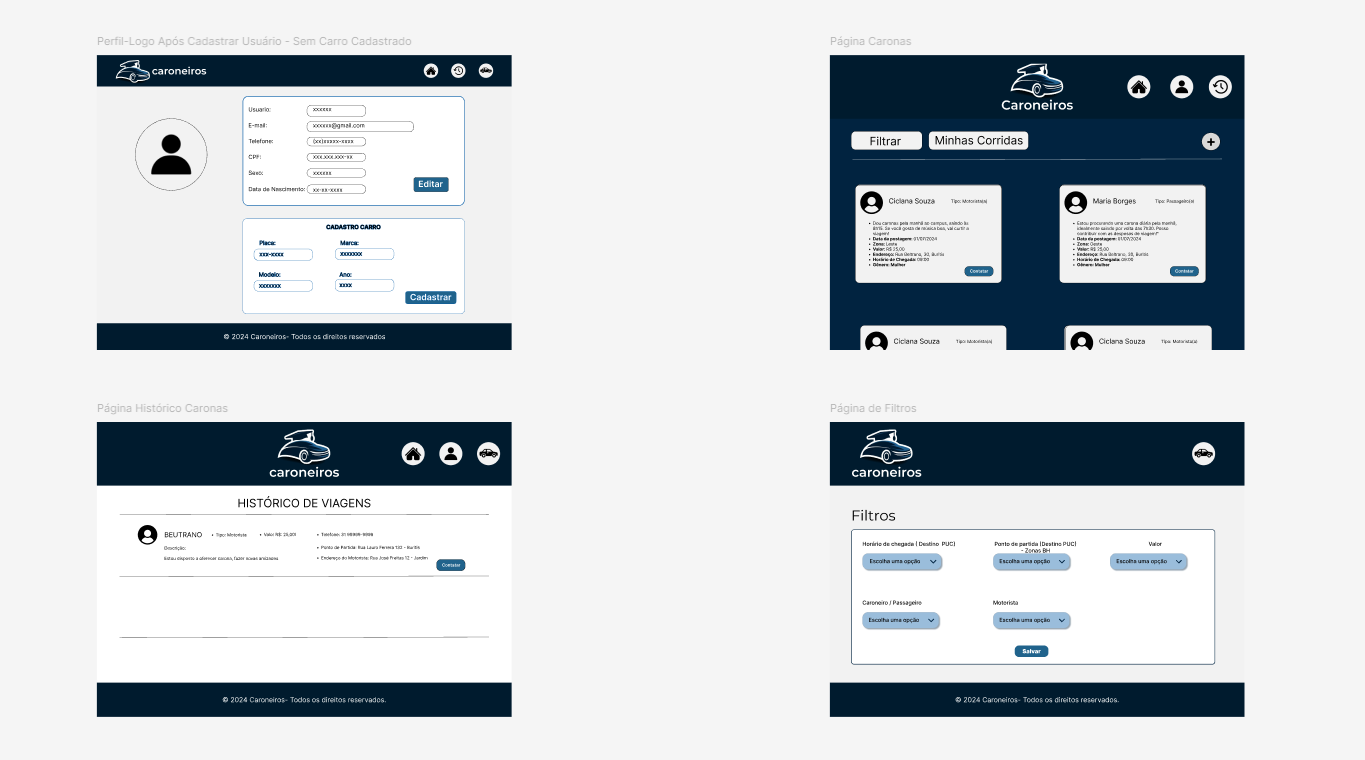 Perfil-Logo Após Cadastrar Usuário - Sem Carro Cadastrado
caroneiros
Usuario: xxxxxx
E-mail: xxxxxx@gmail.com
Telefone: (xx)xxxxx-xxxx
CPF: xxx.xxx.xxx-xx
Sexo: xxxxxx
Data de Nascimento: xx-xx-xxxx
Editar
CADASTRO CARRO
Placa: Marca:
xxx-xxxx xxxxxxx
Modelo: Ano:
xxxxxxx xxxx
Cadastrar
© 2024 Caroneiros- Todos os direitos reservados
Página Caronas
Caroneiros
Filtrar Minhas Corridas
+
Ciclana Souza Tipo: Motorista(a)
Dou caronas pela manhã ao campus, saindo às
8h15. Se você gosta de música boa, vai curtir a
viagem!
Data da postagem: 01/07/2024
Zona: Leste
Valor: R$ 25,00
Endereço: Rua Beltrano, 30, Buritis
Horário de Chegada: 09:00
Gênero: Mulher
Contatar
Maria Borges Tipo: Passageiro(a)
Estou procurando uma carona diária pela manhã,
idealmente saindo por volta das 7h30. Posso
contribuir com as despesas de viagem!"
Data da postagem: 01/07/2024
Zona: Oeste
Valor: R$ 25,00
Endereço: Rua Beltrano, 30, Buritis
Horário de Chegada: 09:00
Gênero: Mulher
Contatar
Ciclana Souza Tipo: Motorista(a)
Ciclana Souza Tipo: Motorista(a)
Página Histórico Caronas
caroneiros
HISTÓRICO DE VIAGENS
BEUTRANO Tipo: Motorista Valor R$: 23,00\ Telefone: 31 99999-9999
Descrição: Ponto de Partida: Rua Lauro Ferreira 132 - Buritis
Estou disposto a oferecer carona, fazer novas amizades Endereço do Motorista: Rua José Freitas 12 - Jardim
Contatar
© 2024 Caroneiros- Todos os direitos reservados.
Página de Filtros
caroneiros
Filtros
Horário de chegada ( Destino PUC) Ponto de partida (Destino PUC) Valor
- Zonas BH
Escolha uma opção Escolha uma opção Escolha uma opção
Caroneiro / Passageiro Motorista
Escolha uma opção Escolha uma opção
Salvar
© 2024 Caroneiros- Todos os direitos reservados.